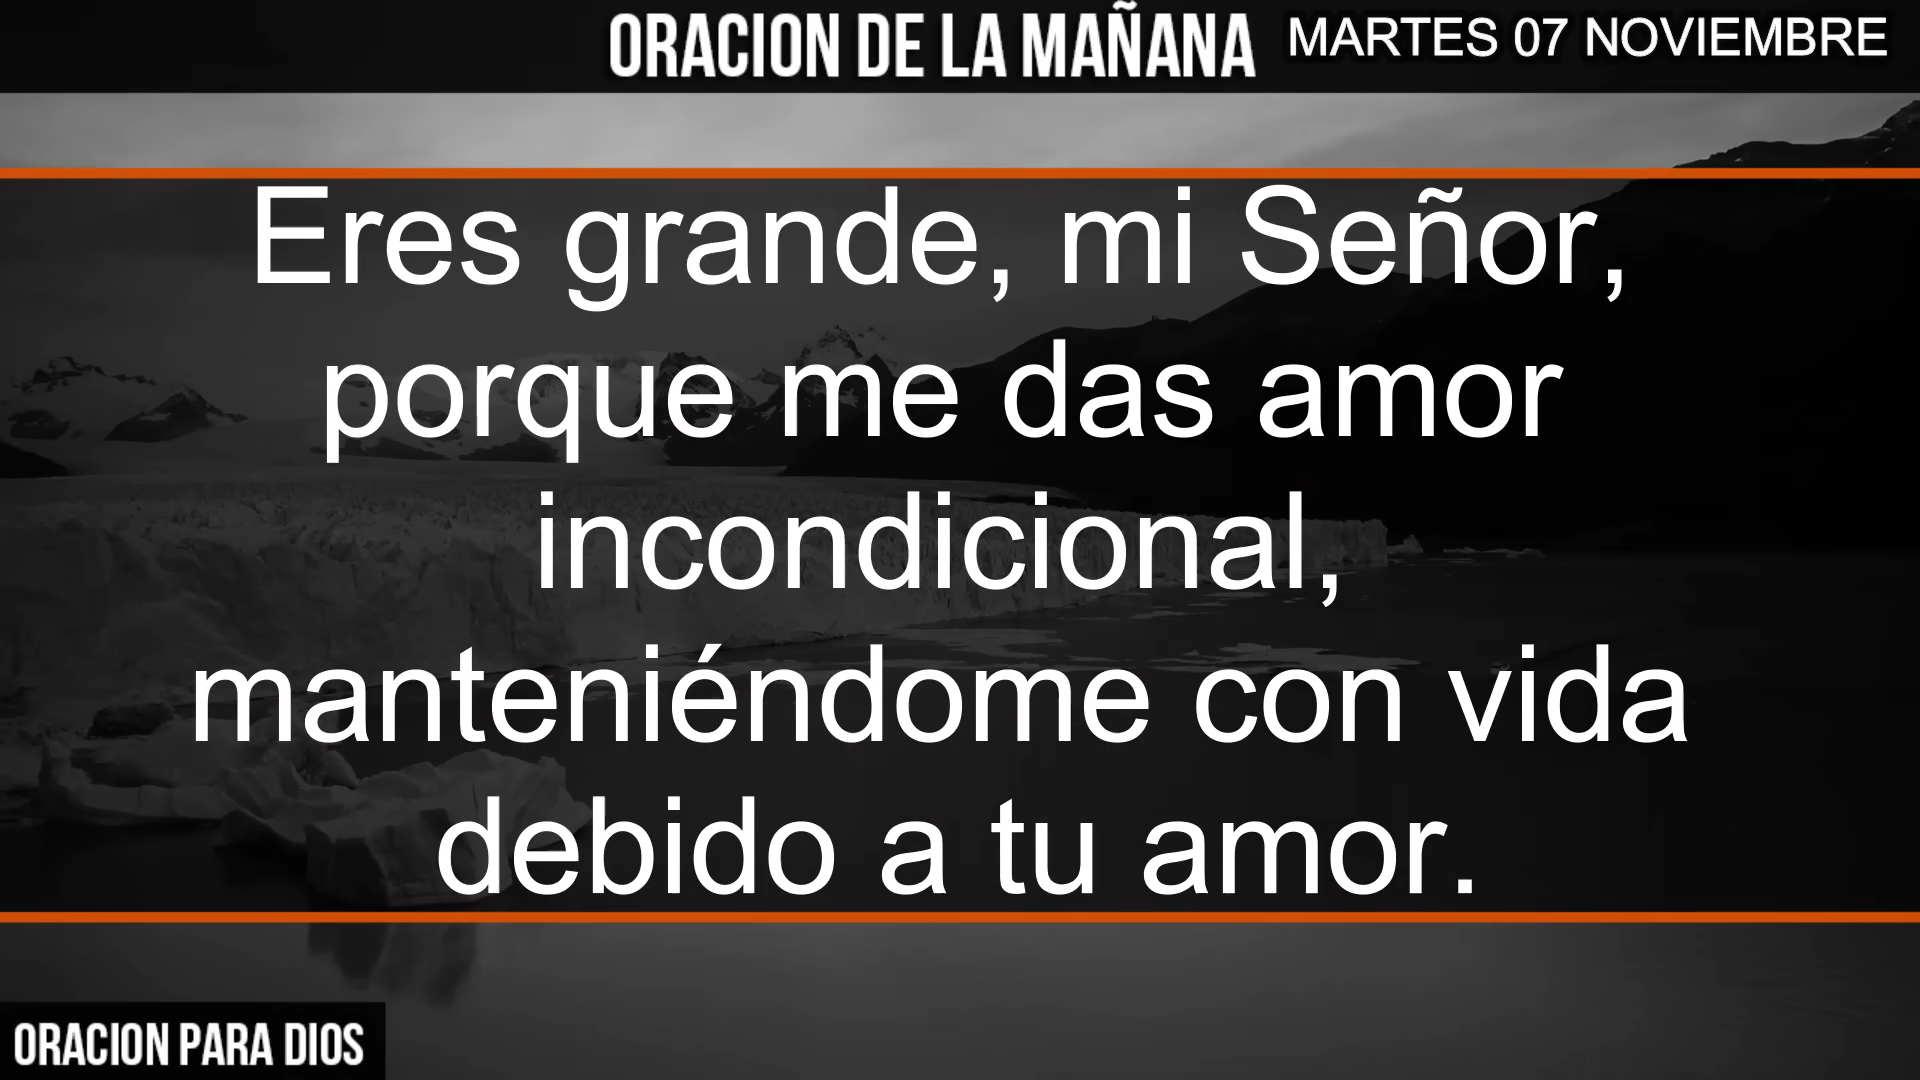 ORACION DE LA MAÑANA
MARTES 07 NOVIEMBRE
Eres grande, mi Señor,
porque me das amor
incondicional,
manteniéndome con vida
debido a tu amor.
ORACION PARA DIOS